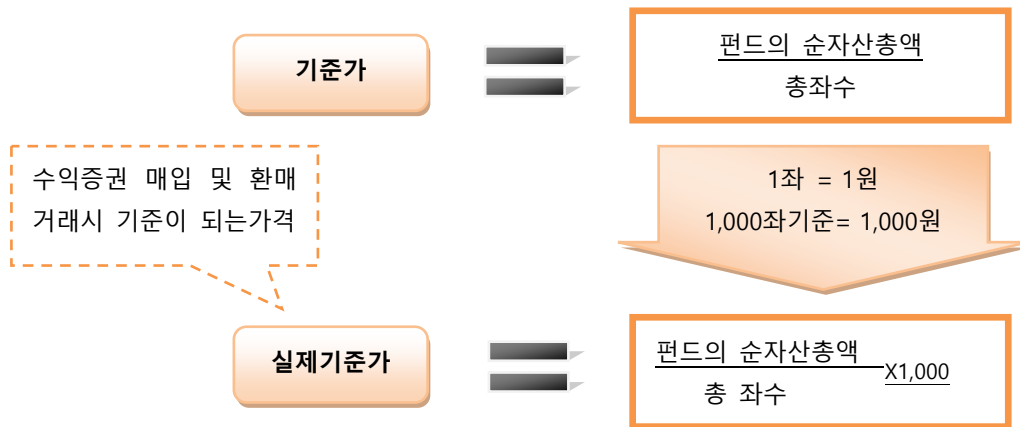 기준가
펀드의 순자산총액
총좌수
수익증권 매입 및 환매
거래시 기준이 되는가격
1좌 = 1원
1,000좌기준= 1,000원
실제기준가
펀드의 순자산총액
X1,000
총 좌수